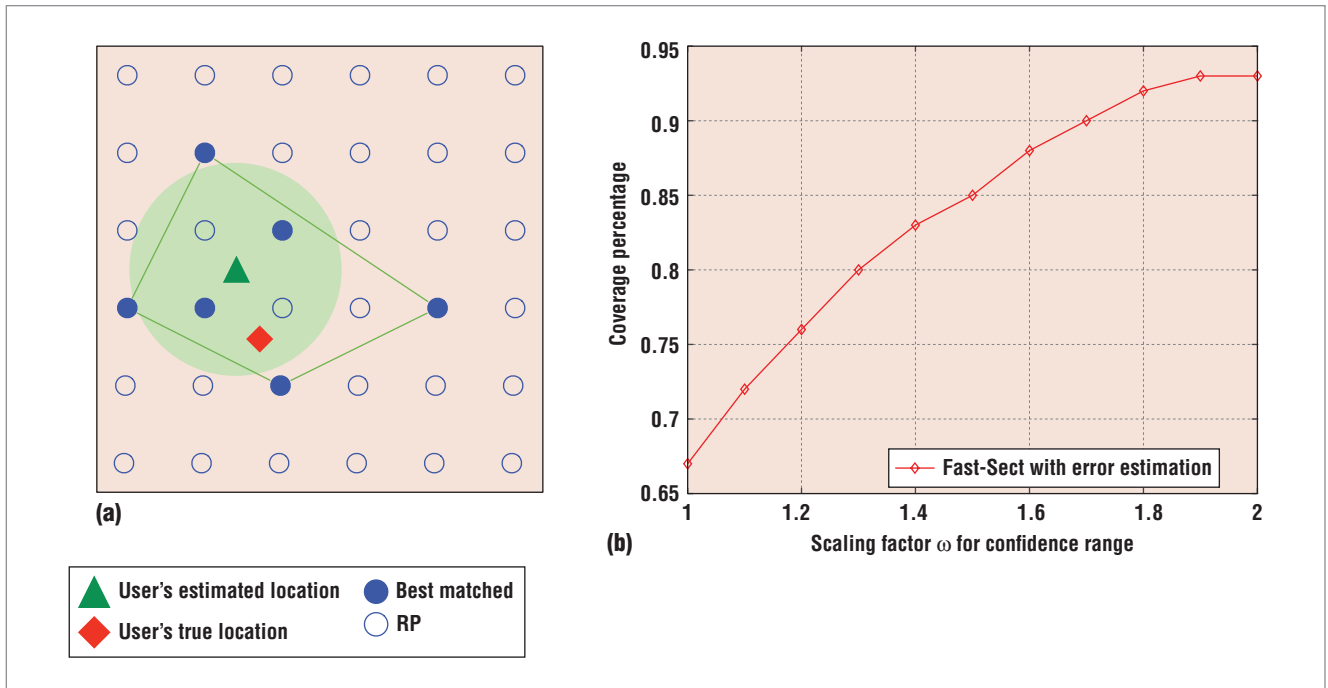 (a)
User's estimated location
User's true location
Best matched
RP
0.95
0.9
0.85
0.8
0.75
0.7
0.65
Coverage percentage
Fast-Sect with error estimation
1
1.2
1.4
1.6
1.8
2
Scaling factor ω for confidence range
(b)